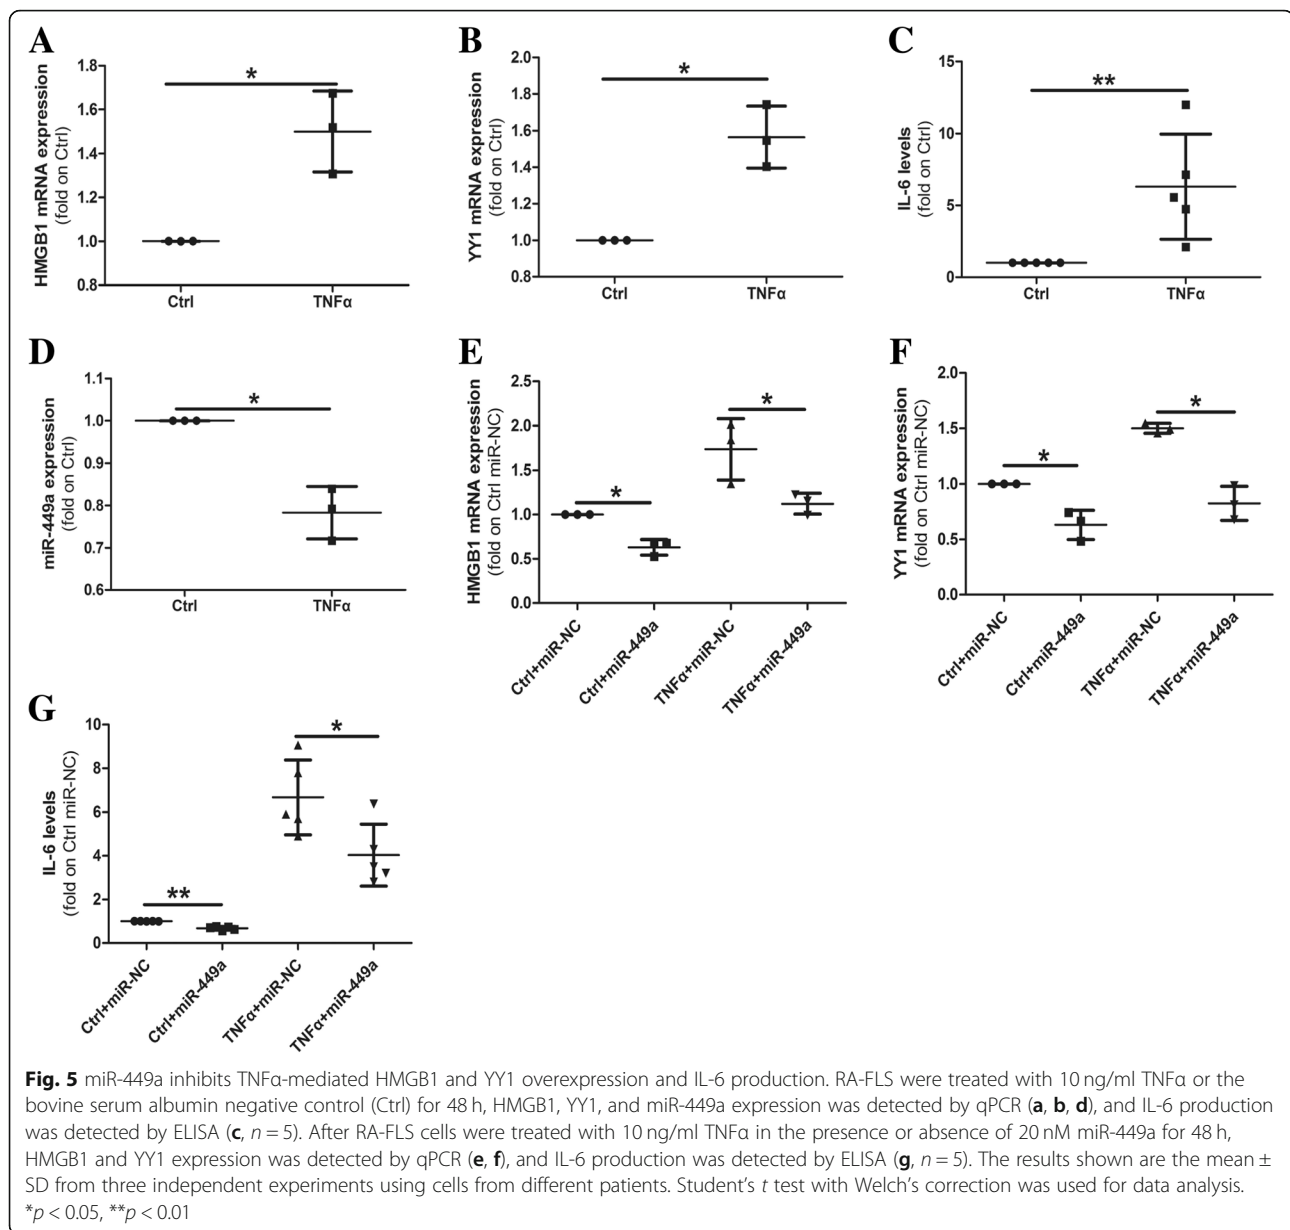 A
HMGB1 mRNA expression
(fold on Ctrl)
1.8
1.6
1.4
1.2
1.0
0.8
*
Ctrl
TNFα
B
YY1 mRNA expression
(fold on Ctrl)
2.0
1.8
1.6
1.4
1.2
1.0
0.8
*
Ctrl
TNFα
C
IL-6 levels
(fold on Ctrl)
15
10
5
0
**
Ctrl
TNFα
D
miR-449a expression
(fold on Ctrl)
1.1
1.0
0.9
0.8
0.7
0.6
*
Ctrl
TNFα
E
HMGB1 mRNA expression
(fold on Ctrl miR-NC)
2.5
2.0
1.5
1.0
0.5
0.0
*
*
Ctrl+miR-NC
Ctrl+miR-449a
TNFα+miR-NC
TNFα+miR-449a
F
YY1 mRNA expression
(fold on Ctrl miR-NC)
2.0
1.5
1.0
0.5
0.0
*
*
Ctrl+miR-NC
Ctrl+miR-449a
TNFα+miR-NC
TNFα+miR-449a
G
IL-6 levels
(fold on Ctrl miR-NC)
10
8
6
4
2
0
**
*
Ctrl+miR-NC
Ctrl+miR-449a
TNFα+miR-NC
TNFα+miR-449a
Fig. 5 miR-449a inhibits TNFα-mediated HMGB1 and YY1 overexpression and IL-6 production. RA-FLS were treated with 10 ng/ml TNFα or the
bovine serum albumin negative control (Ctrl) for 48 h, HMGB1, YY1, and miR-449a expression was detected by qPCR (a, b, d), and IL-6 production
was detected by ELISA (c, n = 5). After RA-FLS cells were treated with 10 ng/ml TNFα in the presence or absence of 20 nM miR-449a for 48 h,
HMGB1 and YY1 expression was detected by qPCR (e, f), and IL-6 production was detected by ELISA (g, n = 5). The results shown are the mean ±
SD from three independent experiments using cells from different patients. Student's t test with Welch's correction was used for data analysis.
*p < 0.05, **p < 0.01